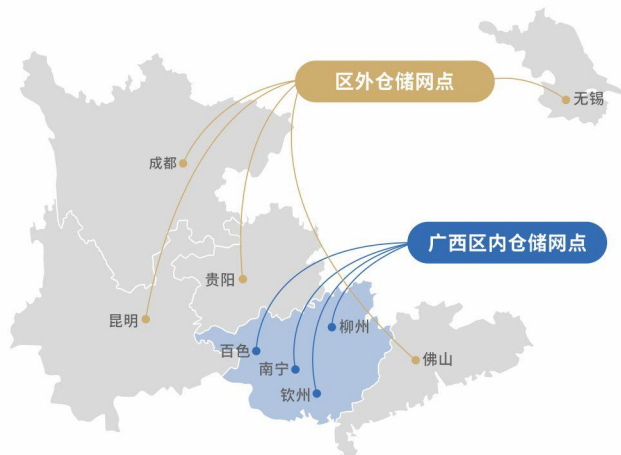 区外仓储网点
无锡
成都
广西区内仓储网点
贵阳
昆明
柳州
百色
佛山
南宁
钦州